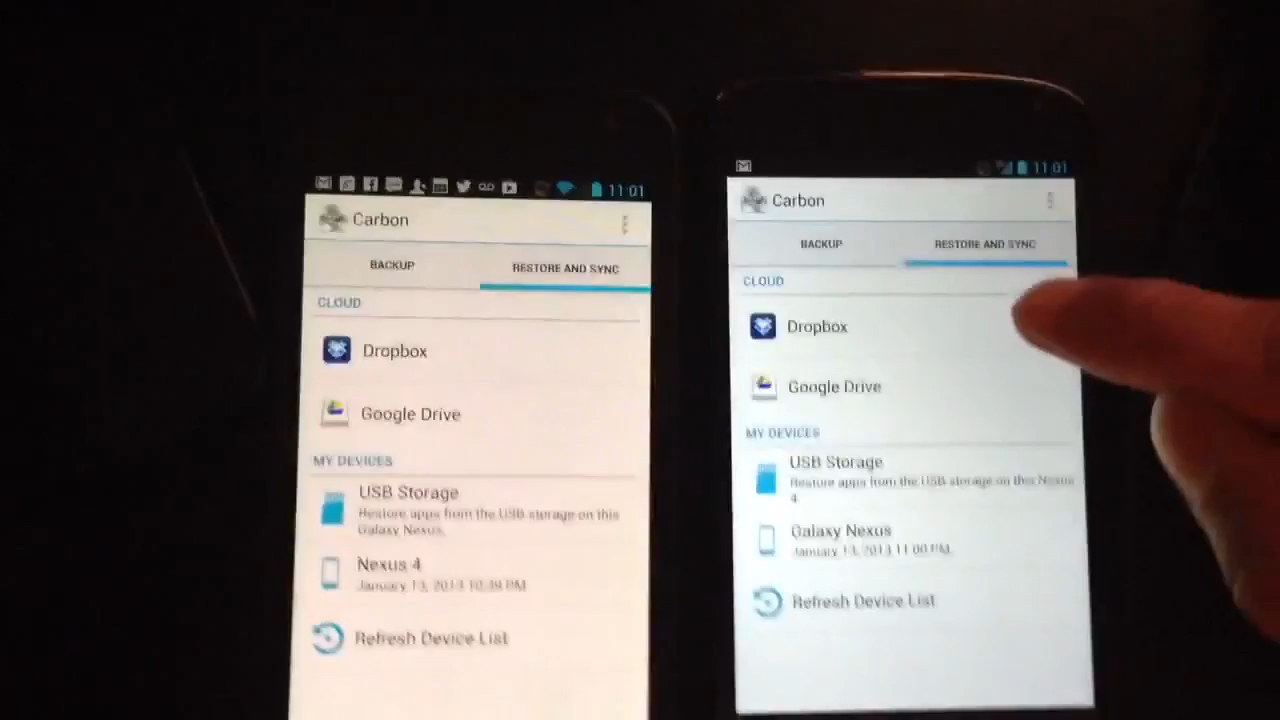 11:01
Carbon
BACKUP
RESTORE AND SYNC
CLOUD
Dropbox
Google Drive
MY DEVICES
USB Storage
Restore apps from the USB storage on this
Galaxy Nexus.
Nexus 4
January 13, 2013 10:39 PM
Refresh Device List
11:01
Carbon
BACKUP
RESTORE AND SYNC
CLOUD
Dropbox
Google Drive
MY DEVICES
USB Storage
Restore apps from the USB storage on this Nexus
4.
Galaxy Nexus
January 13, 2013 11:00 PM
Refresh Device List